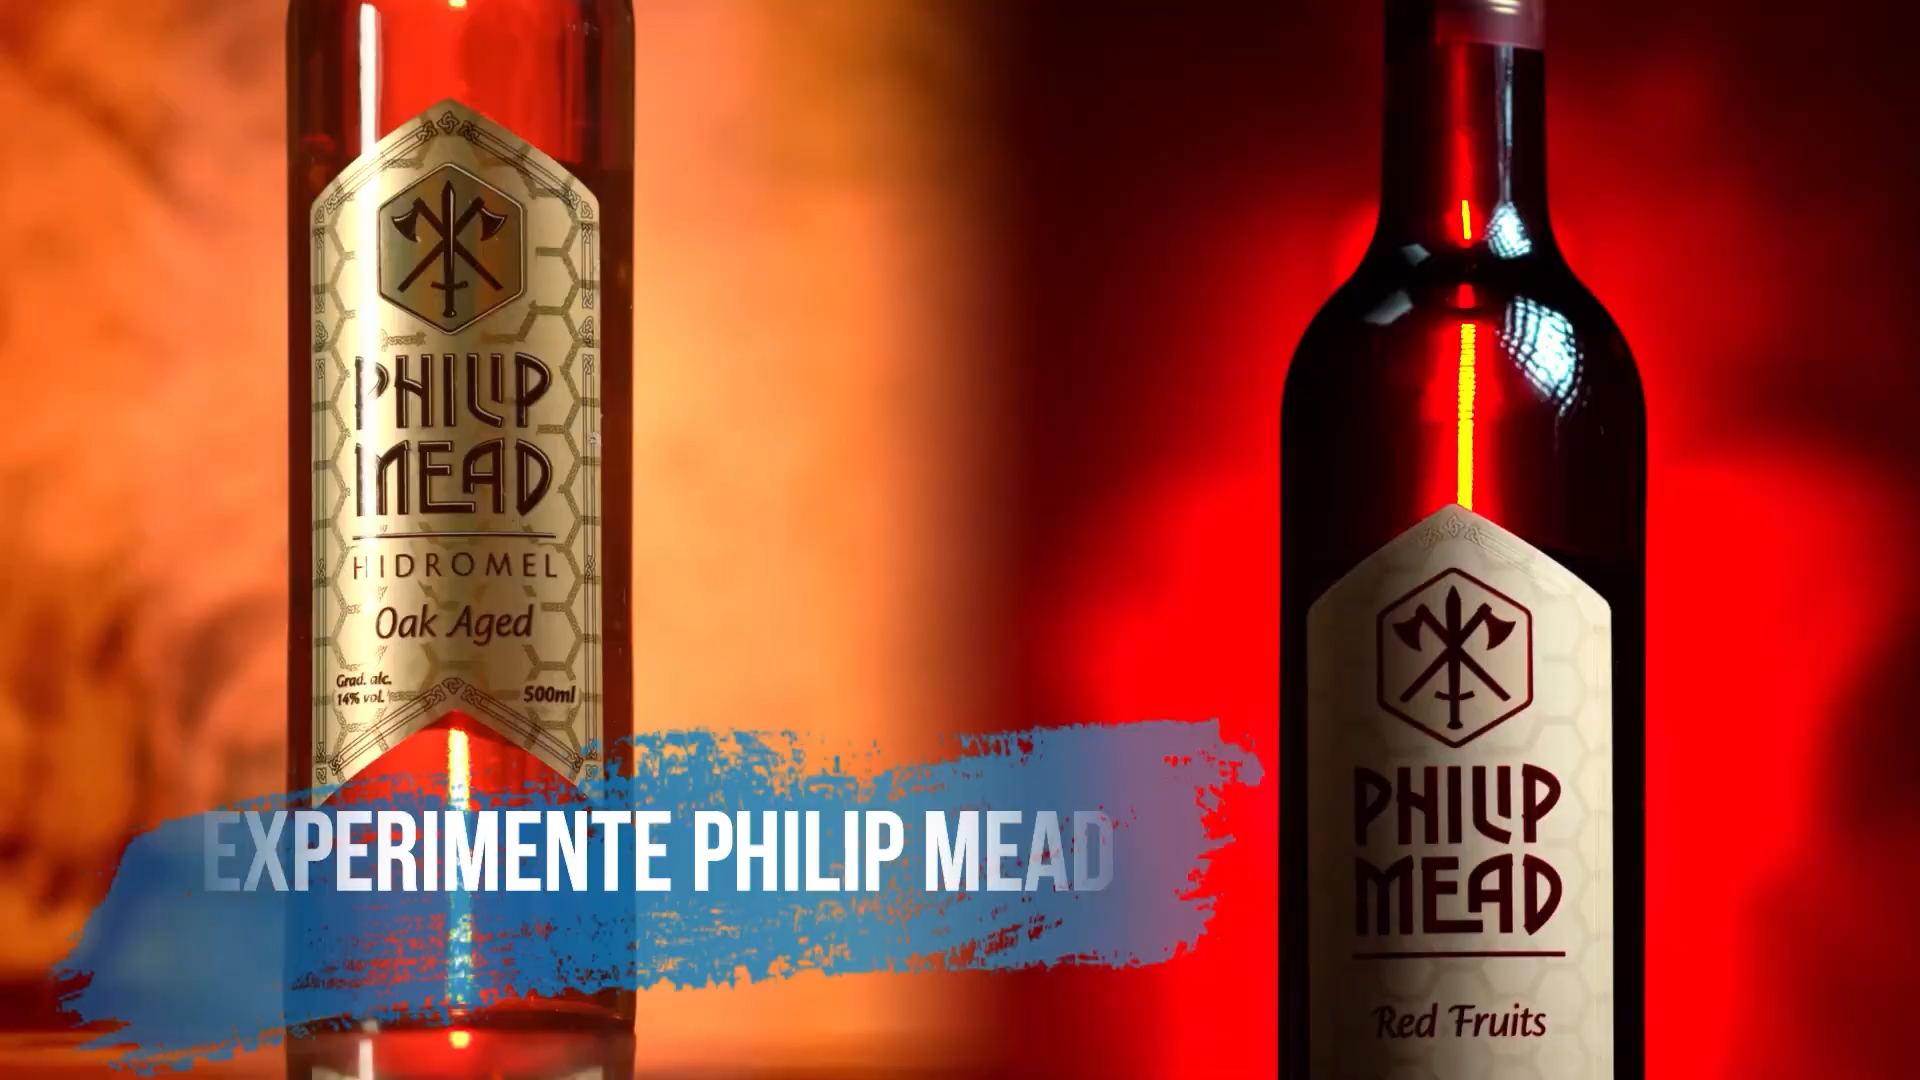 PHILIP
MEAD
HIDROMEL
Oak Aged
Grad. alc.
14% vol.
500ml
EXPERIMENTE PHILIP MEAD
PHILIP
MEAD
Red Fruits